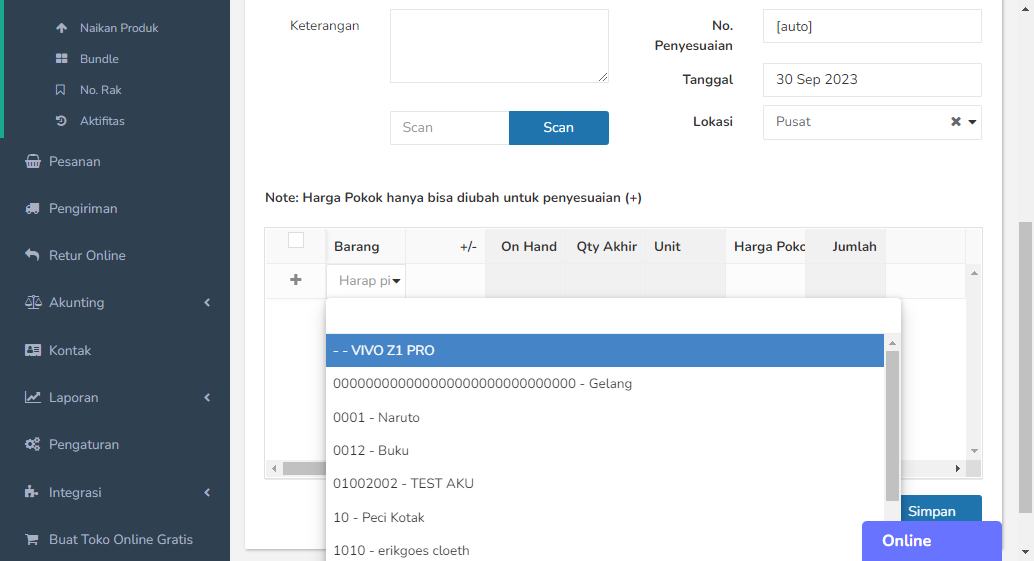 Naikan Produk
Bundle
No. Rak
Aktifitas
Pesanan
Pengiriman
Retur Online
Akunting
Kontak
Laporan
Pengaturan
Integrasi
Buat Toko Online Gratis
Keterangan
No. Penyesuaian
[auto]
Tanggal
30 Sep 2023
Scan
Scan
Lokasi
Pusat
Note: Harga Pokok hanya bisa diubah untuk penyesuaian (+)
Barang +/- On Hand Qty Akhir Unit Harga Poko Jumlah
Harap pi
- - VIVO Z1 PRO
000000000000000000000000000000 - Gelang
0001 - Naruto
0012 - Buku
01002002 - TEST AKU
10 - Peci Kotak
1010 - erikgoes cloeth
Simpan
Online